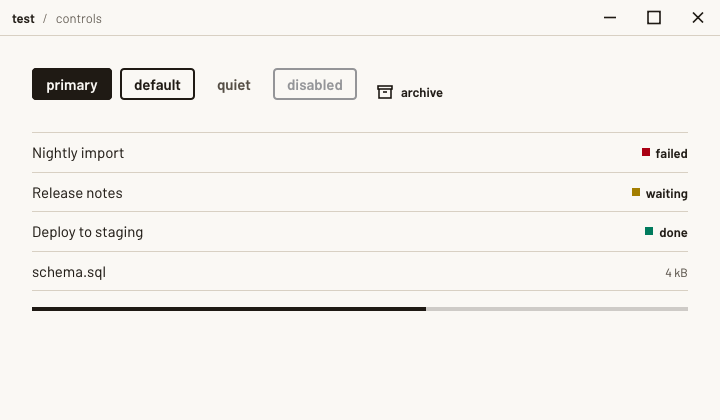 test / controls
primary default quiet disabled archive
Nightly import failed
Release notes waiting
Deploy to staging done
schema.sql 4 kB